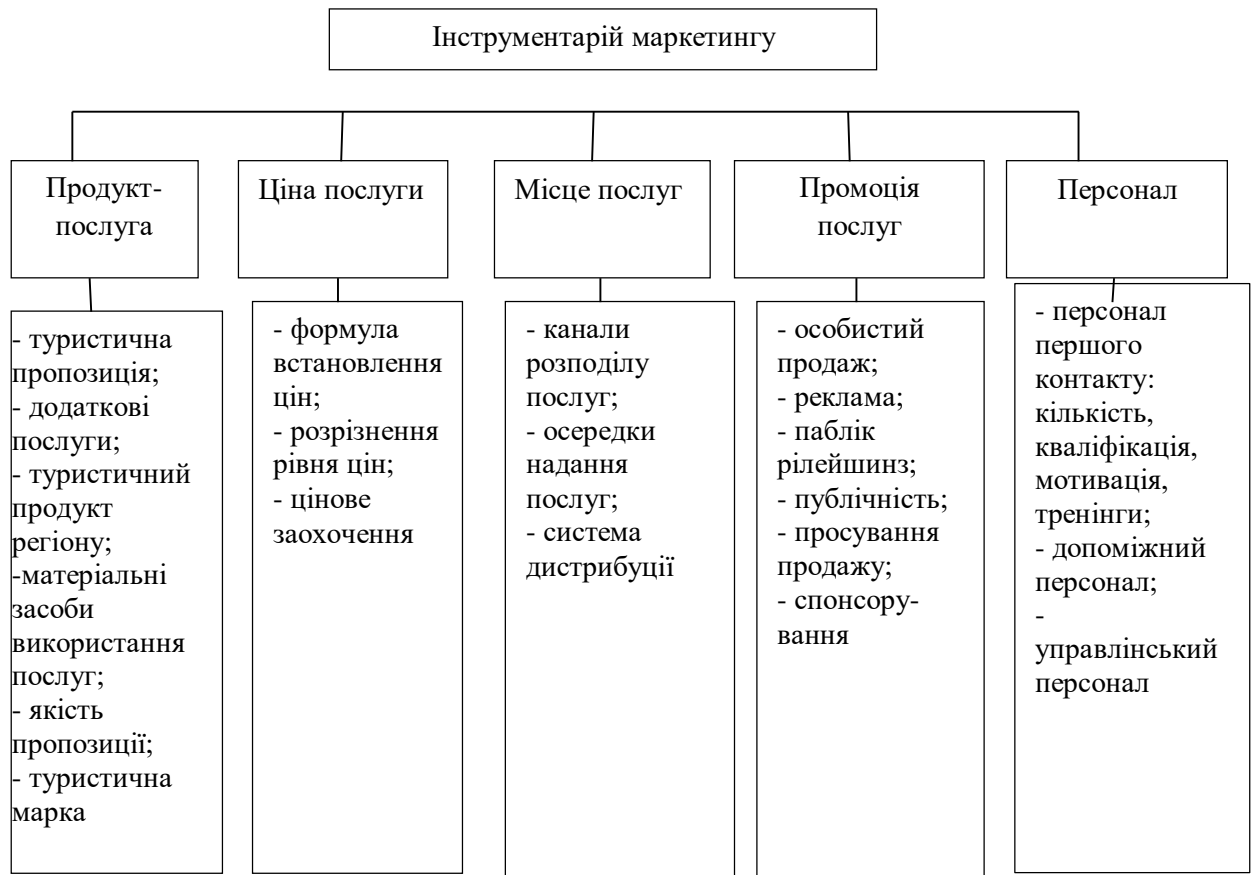 Інструментарій маркетингу
Продукт-
послуга
Ціна послуги
Місце послуг
Промоція
послуг
Персонал
- туристична
пропозиція;
- додаткові
послуги;
- туристичний
продукт
регіону;
-матеріальні
засоби
використання
послуг;
- якість
пропозиції;
- туристична
марка
- формула
встановлення
цін;
- розрізнення
рівня цін;
- цінове
заохочення
- канали
розподілу
послуг;
- осередки
надання
послуг;
- система
дистрибуції
- особистий
продаж;
- реклама;
- паблік
рілейшинз;
- публічність;
- просування
продажу;
- спонсору-
вання
- персонал
першого
контакту:
кількість,
кваліфікація,
мотивація,
тренінги;
- допоміжний
персонал;
-
управлінський
персонал